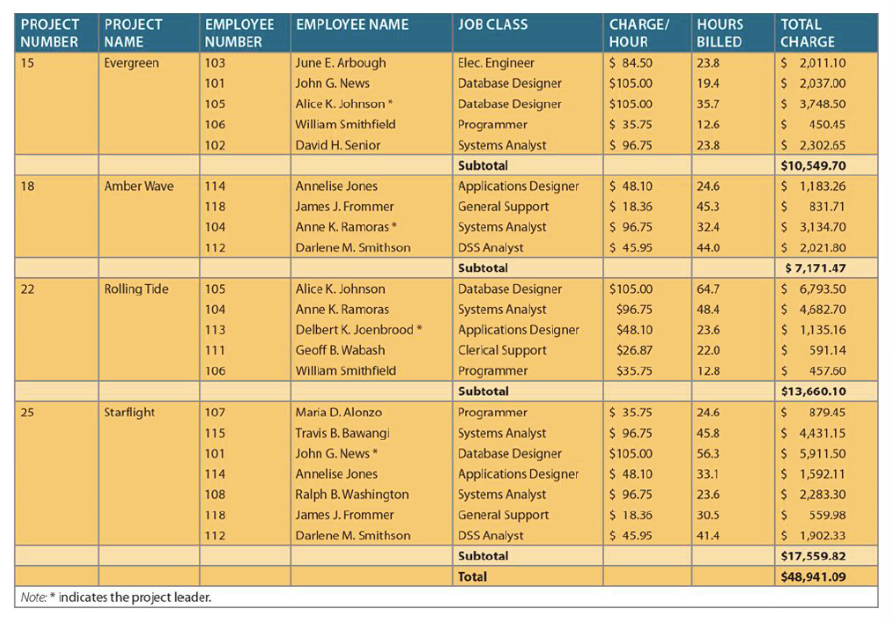 PROJECT NUMBER PROJECT NAME EMPLOYEE NUMBER EMPLOYEE NAME JOB CLASS CHARGE/ HOUR HOURS BILLED TOTAL CHARGE
15 Evergreen 103 June E. Arbough Elec. Engineer $ 84.50 23.8 $ 2,011.10
101 John G. News Database Designer $105.00 19.4 $ 2,037.00
105 Alice K. Johnson * Database Designer $105.00 35.7 $ 3,748.50
106 William Smithfield Programmer $ 35.75 12.6 $ 450.45
102 David H. Senior Systems Analyst $ 96.75 23.8 $ 2,302.65
Subtotal $10,549.70
18 Amber Wave 114 Annelise Jones Applications Designer $ 48.10 24.6 $ 1,183.26
118 James J. Frommer General Support $ 18.36 45.3 $ 831.71
104 Anne K. Ramoras * Systems Analyst $ 96.75 32.4 $ 3,134.70
112 Darlene M. Smithson DSS Analyst $ 45.95 44.0 $ 2,021.80
Subtotal $ 7,171.47
22 Rolling Tide 105 Alice K. Johnson Database Designer $105.00 64.7 $ 6,793.50
104 Anne K. Ramoras Systems Analyst $96.75 48.4 $ 4,682.70
113 Delbert K. Joenbrood * Applications Designer $48.10 23.6 $ 1,135.16
111 Geoff B. Wabash Clerical Support $26.87 22.0 $ 591.14
106 William Smithfield Programmer $35.75 12.8 $ 457.60
Subtotal $13,660.10
25 Starflight 107 Maria D. Alonzo Programmer $ 35.75 24.6 $ 879.45
115 Travis B. Bawangi Systems Analyst $ 96.75 45.8 $ 4,431.15
101 John G. News * Database Designer $105.00 56.3 $ 5,911.50
114 Annelise Jones Applications Designer $ 48.10 33.1 $ 1,592.11
108 Ralph B. Washington Systems Analyst $ 96.75 23.6 $ 2,283.30
118 James J. Frommer General Support $ 18.36 30.5 $ 559.98
112 Darlene M. Smithson DSS Analyst $ 45.95 41.4 $ 1,902.33
Subtotal $17,559.82
Total $48,941.09
Note: * indicates the project leader.